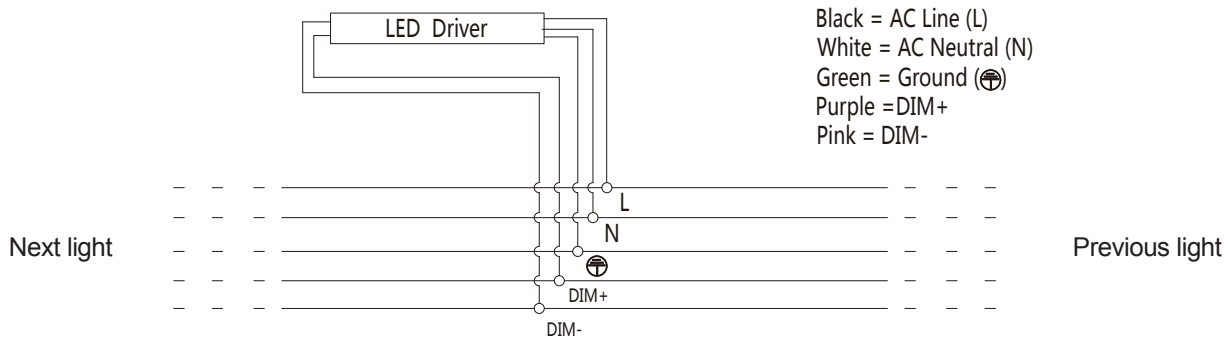 LED Driver
Black = AC Line (L)
White = AC Neutral (N)
Green = Ground (⏚)
Purple =DIM+
Pink = DIM-
L
N
Next light
Previous light
DIM+
DIM-